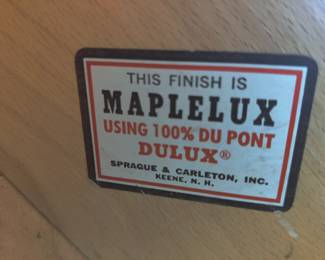 THIS FINISH IS
MAPLELUX
USING 100% DU PONT
DULUX®
SPRAGUE & CARLETON, INC.
KEENE, N. H.